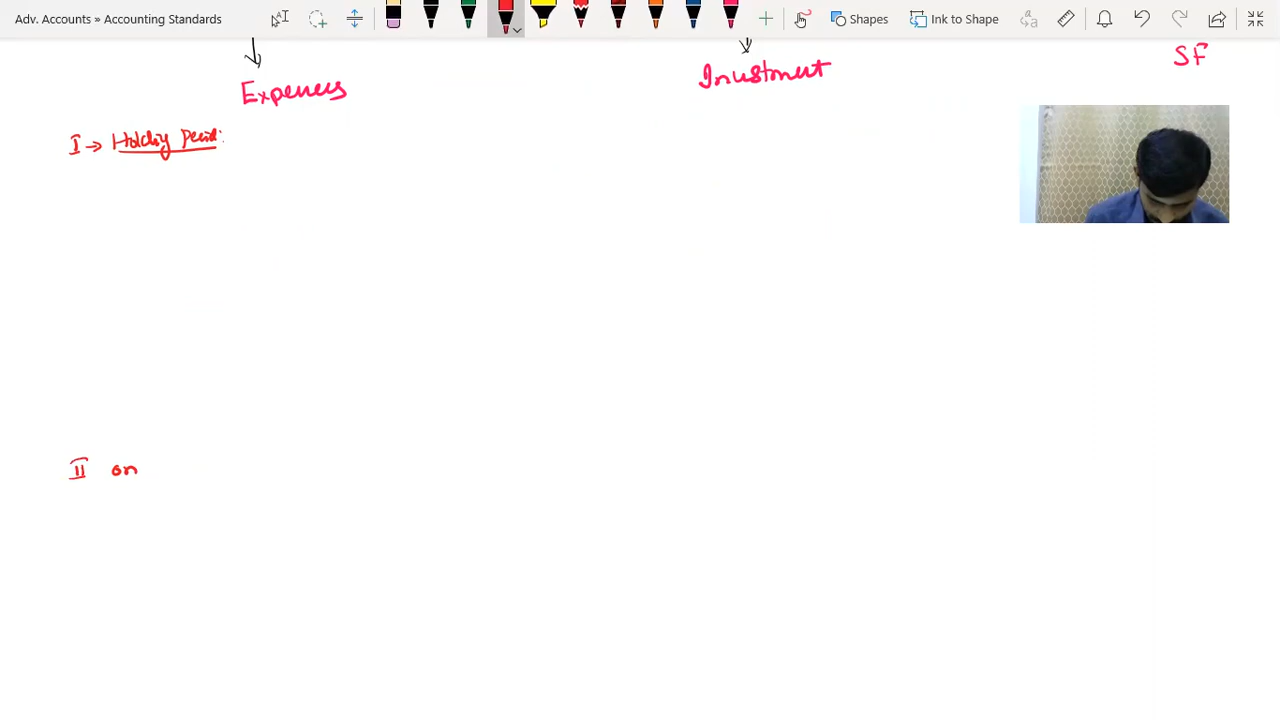 Adv. Accounts » Accounting Standards
Shapes
Ink to Shape
Expenses
Investment
SF
I → Holding Period:
II on